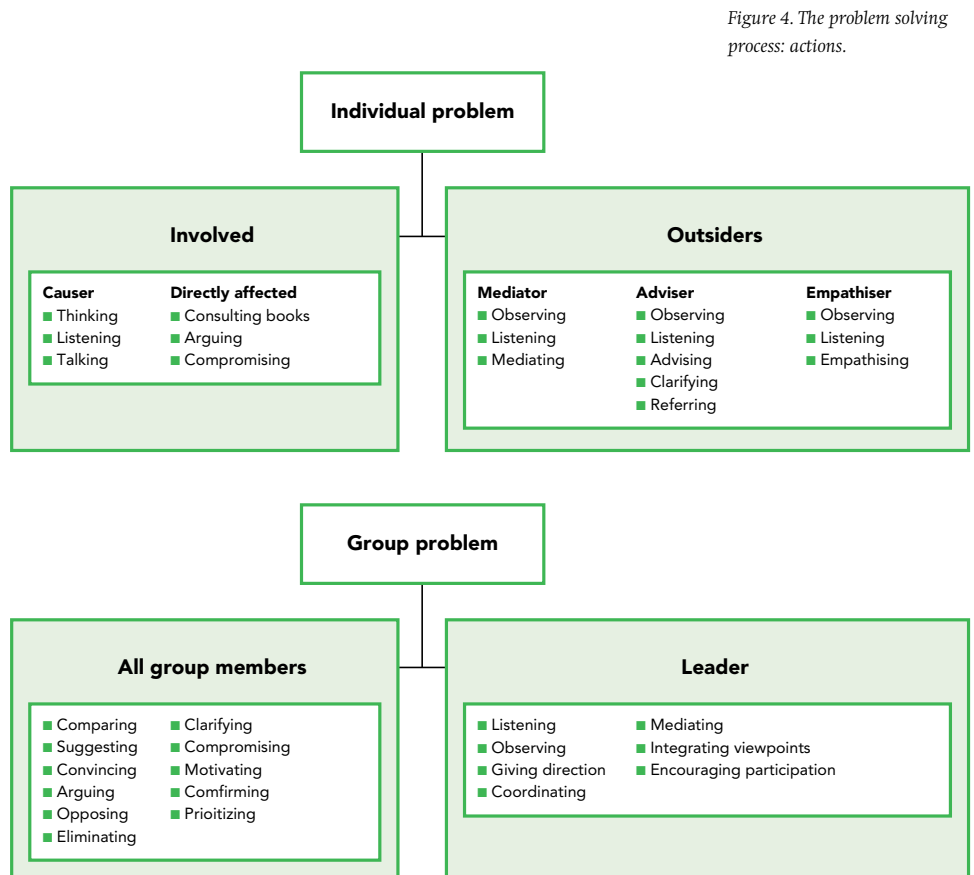 Figure 4. The problem solving
process: actions.
Individual problem
Involved
Causer
Thinking
Listening
Talking
Directly affected
Consulting books
Arguing
Compromising
Outsiders
Mediator
Observing
Listening
Mediating
Adviser
Observing
Listening
Advising
Clarifying
Referring
Empathiser
Observing
Listening
Empathising
Group problem
All group members
Comparing
Suggesting
Convincing
Arguing
Opposing
Eliminating
Clarifying
Compromising
Motivating
Comfirming
Prioitizing
Leader
Listening
Observing
Giving direction
Coordinating
Mediating
Integrating viewpoints
Encouraging participation